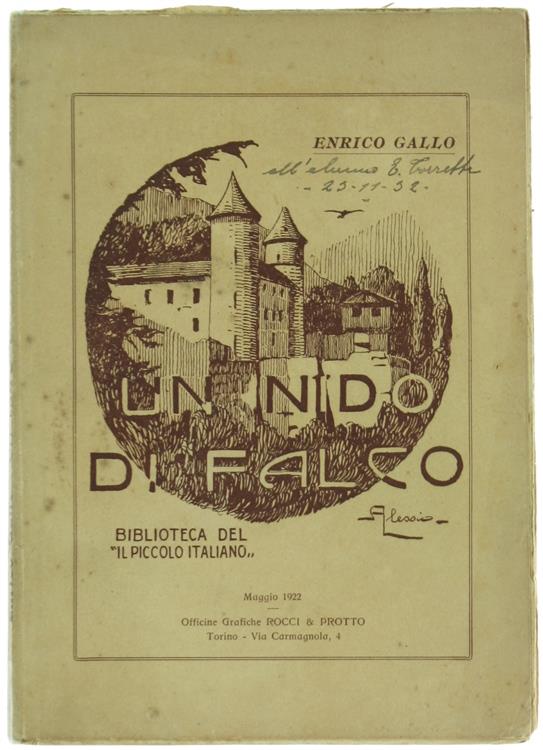 ENRICO GALLO
all'alunno E. Torretta
- 23-11-32 -
UN NIDO
DI FALCO
Alessio
BIBLIOTECA DEL
"IL PICCOLO ITALIANO„
Maggio 1922
Officine Grafiche ROCCI & PROTTO
Torino - Via Carmagnola, 4